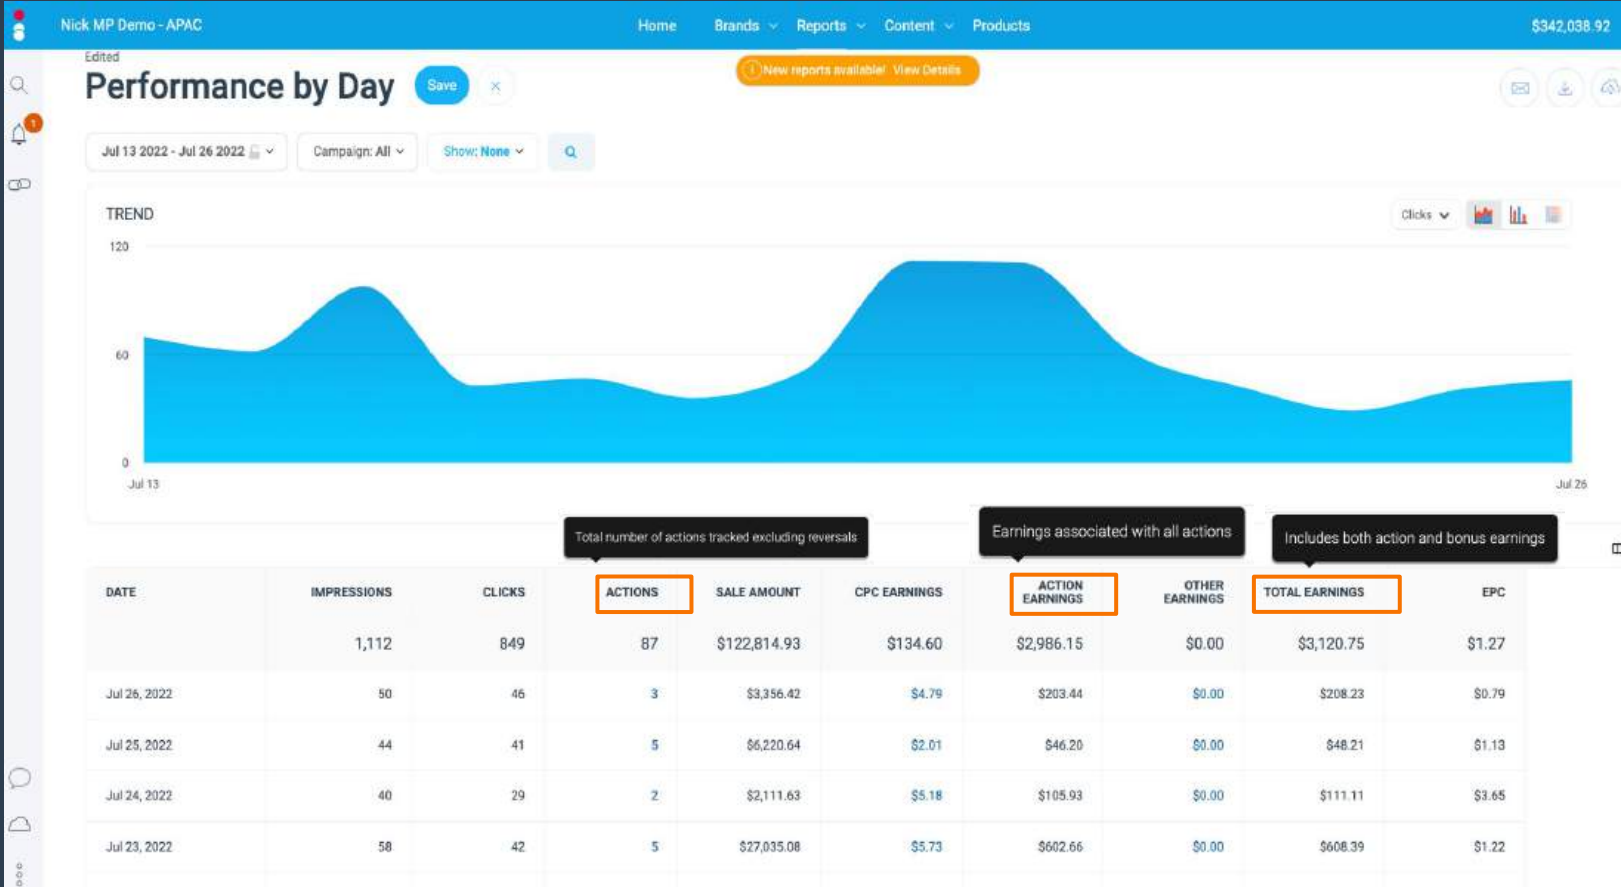 Nick MP Demo - APAC
Home Brands Reports Content Products
$342,038.92
Edited
Performance by Day Save ×
New reports available! View Details
1
Jul 13 2022 - Jul 26 2022 Campaign: All Show: None
TREND
Clicks
120
60
0
Jul 13 Jul 26
Total number of actions tracked excluding reversals
Earnings associated with all actions
Includes both action and bonus earnings
DATE IMPRESSIONS CLICKS ACTIONS SALE AMOUNT CPC EARNINGS ACTION EARNINGS OTHER EARNINGS TOTAL EARNINGS EPC
1,112 849 87 $122,814.93 $134.60 $2,986.15 $0.00 $3,120.75 $1.27
Jul 26, 2022 50 46 3 $3,356.42 $4.79 $203.44 $0.00 $208.23 $0.79
Jul 25, 2022 44 41 5 $6,220.64 $2.01 $46.20 $0.00 $48.21 $1.13
Jul 24, 2022 40 29 2 $2,111.63 $5.18 $105.93 $0.00 $111.11 $3.65
Jul 23, 2022 58 42 5 $27,035.08 $5.73 $602.66 $0.00 $608.39 $1.22